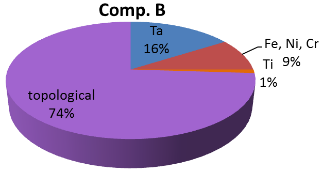 Comp. B
Ta
16%
Fe, Ni, Cr
9%
Ti
1%
topological
74%